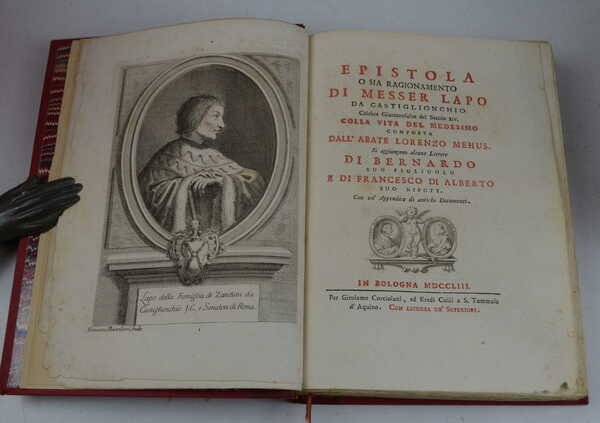 Lapo della Famiglia di Zanobini da
Castiglionchio J.C. e Senatore di Roma.
1
EPISTOLA
O SIA RAGIONAMENTO
DI MESSER LAPO
DA CASTIGLIONCHIO
Celebre Giureconsulto del Secolo XIV.
COLLA VITA DEL MEDESIMO
COMPOSTA
DALL'ABATE LORENZO MEHUS.
Si aggiungono alcune Lettere
DI BERNARDO
SUO FIGLIUOLO
E DI FRANCESCO DI ALBERTO
SUO NIPOTE.
Con un' Appendice di antichi Documenti.
IN BOLOGNA MDCCLIII.
Per Girolamo Corciolani, ed Eredi Colli a S. Tommaso
d'Aquino. CON LICENZA DE' SUPERIORI.